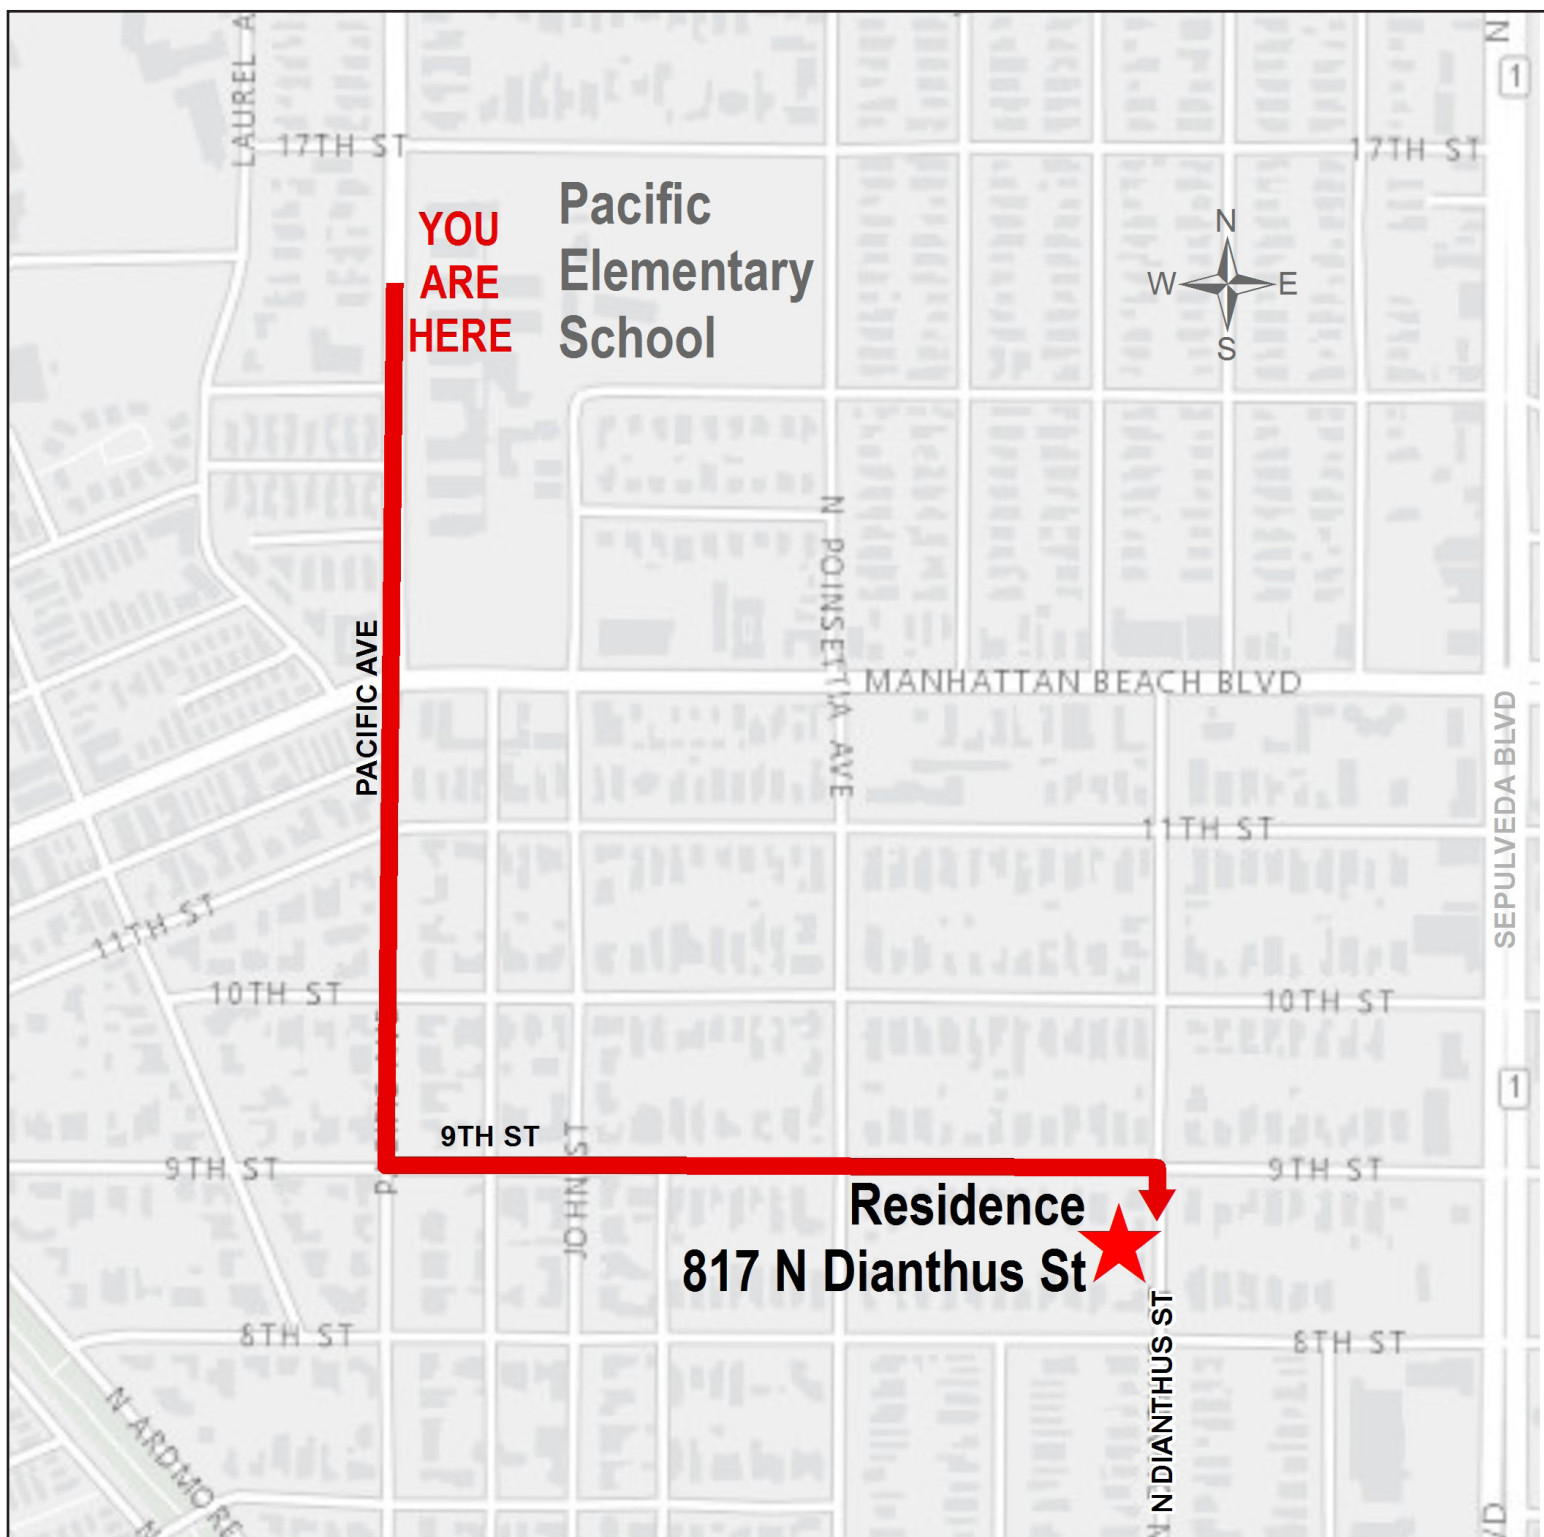 N
1
LAUREL A
17TH ST
17TH ST
YOU
ARE
HERE
Pacific
Elementary
School
N
W
E
S
N POINSETTIA AVE
PACIFIC AVE
MANHATTAN BEACH BLVD
SEPULVEDA BLVD
11TH ST
11TH ST
10TH ST
10TH ST
1
9TH ST
JOHN ST
9TH ST
9TH ST
Residence
817 N Dianthus St
N DIANTHUS ST
8TH ST
8TH ST
N ARDMORE
N
N
VD